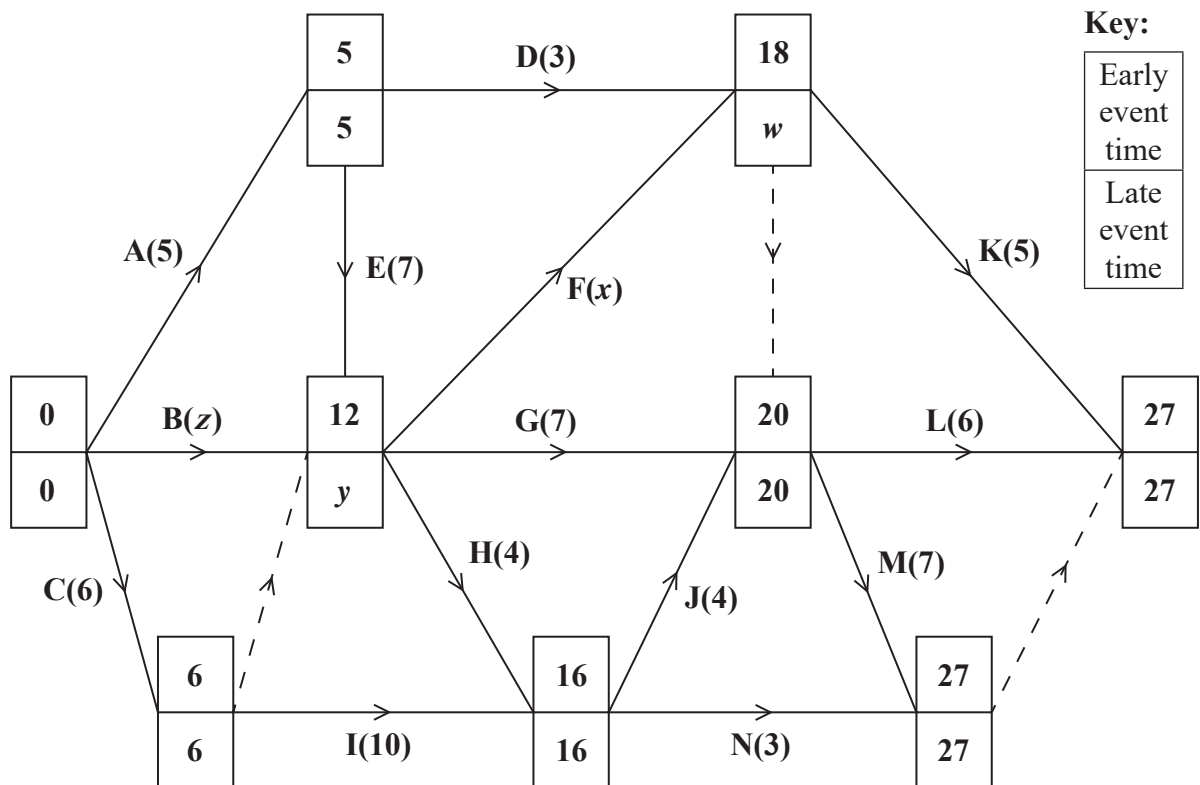 5
5
D(3)
18
w
Key:
Early
event
time
Late
event
time
A(5)
E(7)
F(x)
K(5)
0
0
B(z)
12
y
G(7)
20
20
L(6)
27
27
C(6)
H(4)
J(4)
M(7)
6
6
I(10)
16
16
N(3)
27
27